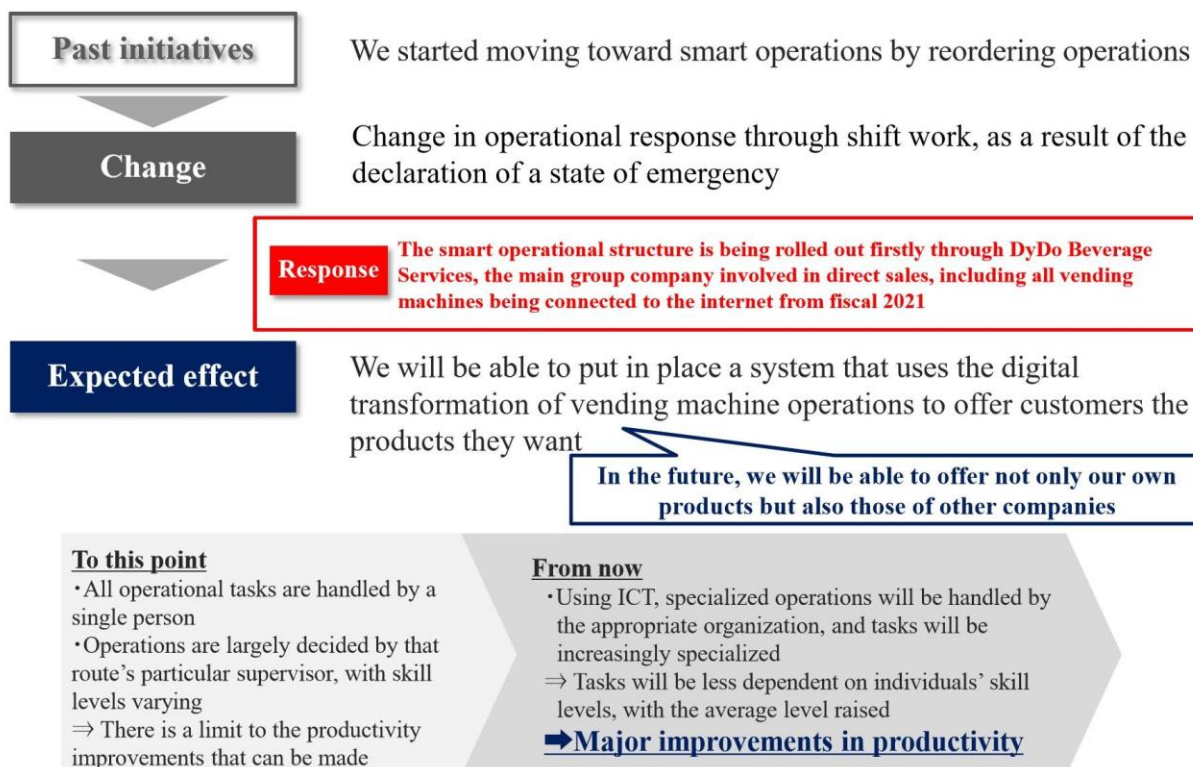 Past initiatives
We started moving toward smart operations by reordering operations
Change
Change in operational response through shift work, as a result of the
declaration of a state of emergency
Response
The smart operational structure is being rolled out firstly through DyDo Beverage
Services, the main group company involved in direct sales, including all vending
machines being connected to the internet from fiscal 2021
Expected effect
We will be able to put in place a system that uses the digital
transformation of vending machine operations to offer customers the
products they want
In the future, we will be able to offer not only our own
products but also those of other companies
To this point
・All operational tasks are handled by a
single person
・Operations are largely decided by that
route's particular supervisor, with skill
levels varying
⇒ There is a limit to the productivity
improvements that can be made
From now
・Using ICT, specialized operations will be handled by
the appropriate organization, and tasks will be
increasingly specialized
⇒ Tasks will be less dependent on individuals' skill
levels, with the average level raised
➡Major improvements in productivity